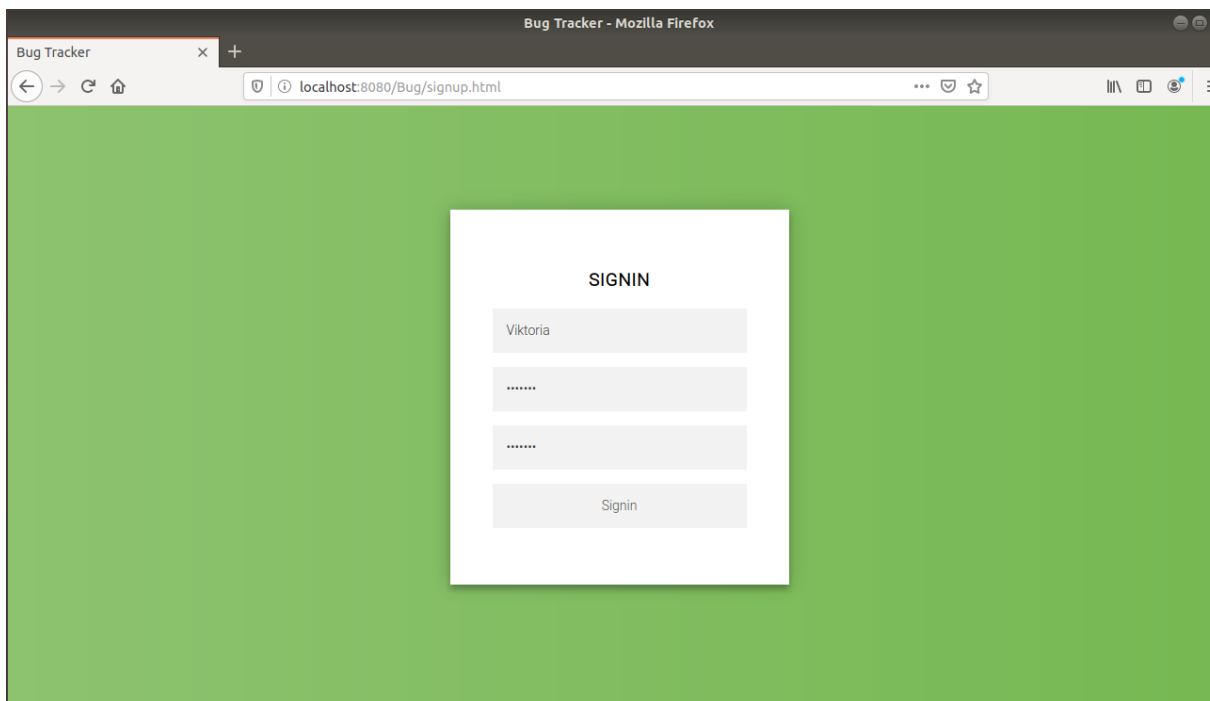 Bug Tracker - Mozilla Firefox
Bug Tracker
localhost:8080/Bug/signup.html
SIGNIN
Viktoria
•••••••
•••••••
Signin